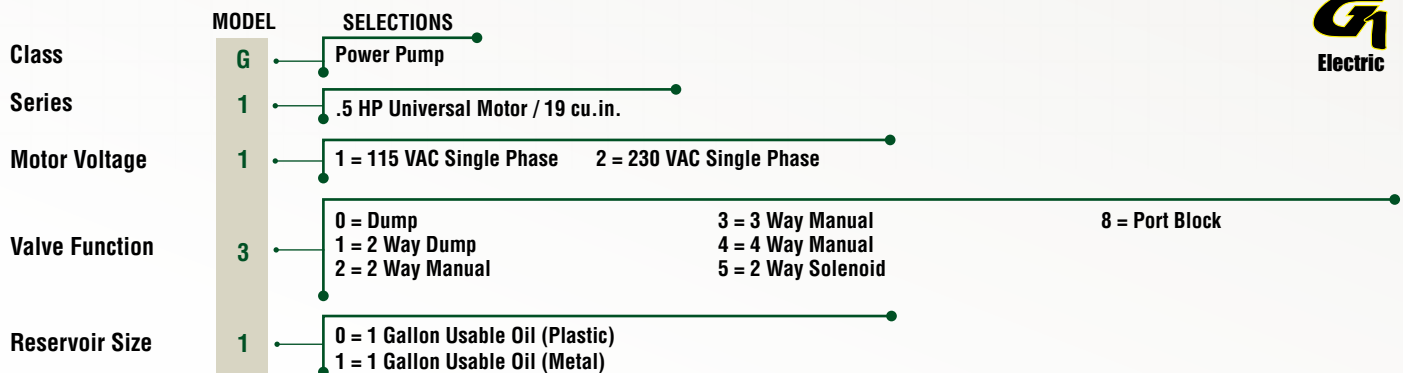 MODEL SELECTIONS
G1
Electric
Class G Power Pump
Series 1 .5 HP Universal Motor / 19 cu.in.
Motor Voltage 1 1 = 115 VAC Single Phase 2 = 230 VAC Single Phase
Valve Function 3
0 = Dump 3 = 3 Way Manual 8 = Port Block
1 = 2 Way Dump 4 = 4 Way Manual
2 = 2 Way Manual 5 = 2 Way Solenoid
Reservoir Size 1
0 = 1 Gallon Usable Oil (Plastic)
1 = 1 Gallon Usable Oil (Metal)